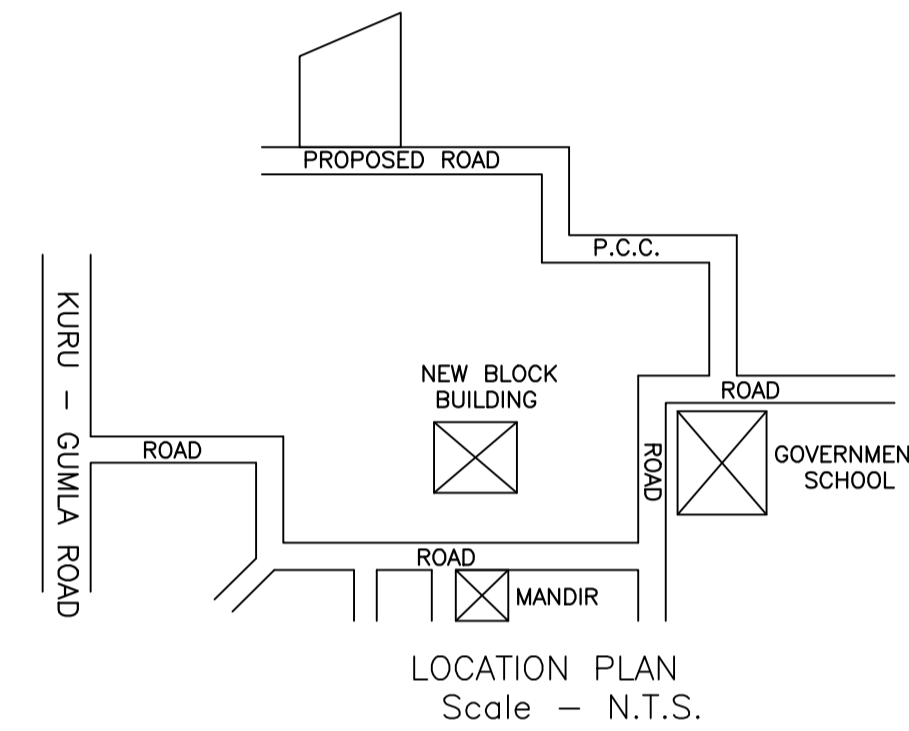 PROPOSED ROAD
P.C.C.
KURU – GUMLA ROAD
NEW BLOCK
BUILDING
ROAD
ROAD
ROAD
GOVERNMEN
SCHOOL
ROAD
MANDIR
LOCATION PLAN
Scale – N.T.S.